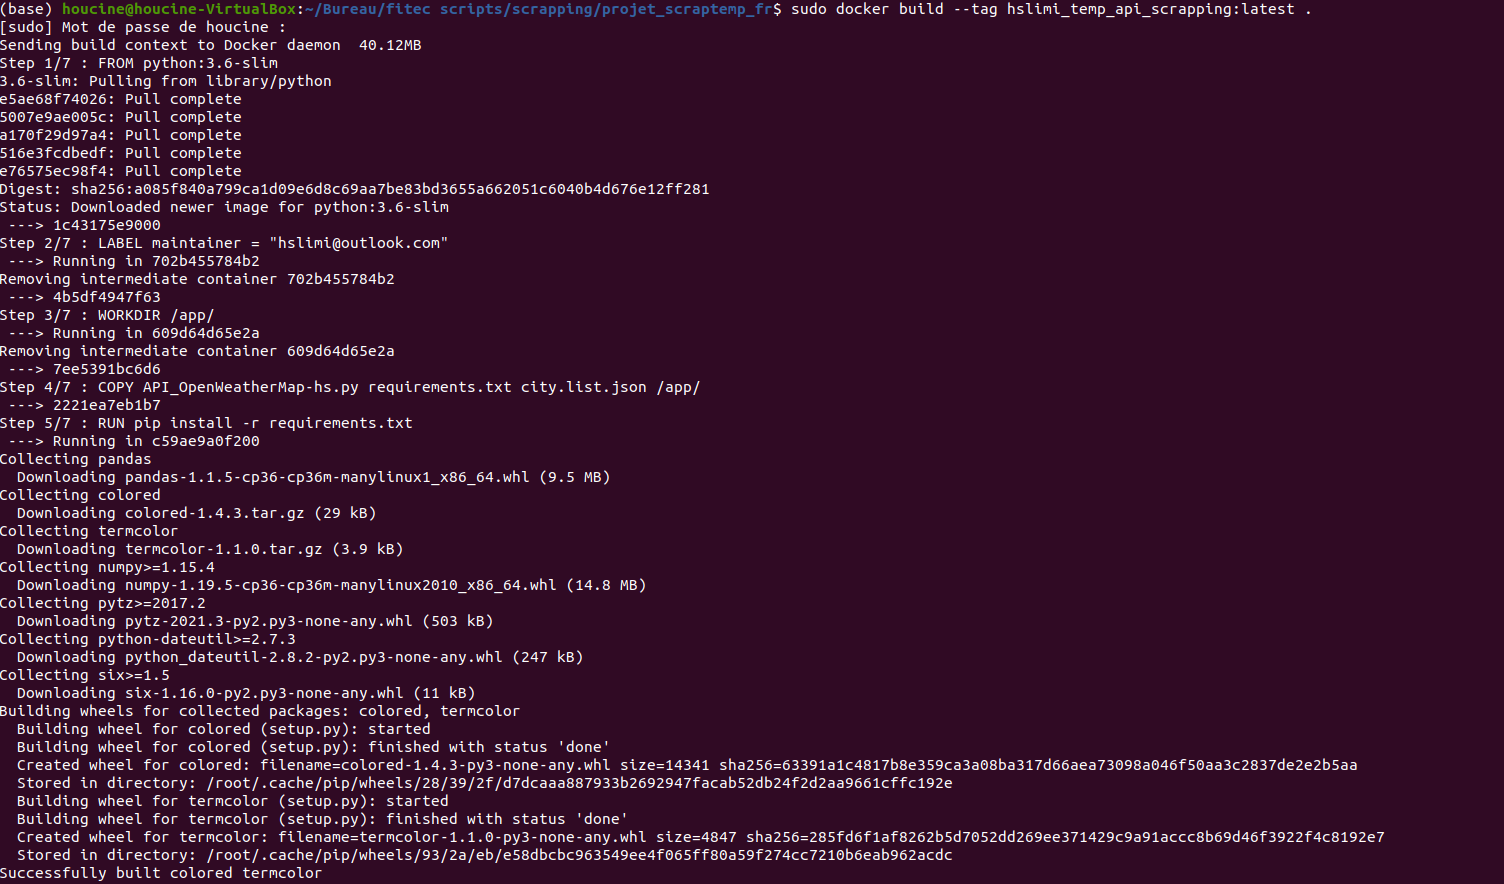 (base) houcine@houcine-VirtualBox:~/Bureau/fitec scripts/scrapping/projet_scraptemp_fr$ sudo docker build --tag hslimi_temp_api_scrapping:latest .
[sudo] Mot de passe de houcine :
Sending build context to Docker daemon  40.12MB
Step 1/7 : FROM python:3.6-slim
3.6-slim: Pulling from library/python
e5ae68f74026: Pull complete
5007e9ae005c: Pull complete
a170f29d97a4: Pull complete
516e3fcdbedf: Pull complete
e76575ec98f4: Pull complete
Digest: sha256:a085f840a799ca1d09e6d8c69aa7be83bd3655a662051c6040b4d676e12ff281
Status: Downloaded newer image for python:3.6-slim
 ---> 1c43175e9000
Step 2/7 : LABEL maintainer = "hslimi@outlook.com"
 ---> Running in 702b455784b2
Removing intermediate container 702b455784b2
 ---> 4b5df4947f63
Step 3/7 : WORKDIR /app/
 ---> Running in 609d64d65e2a
Removing intermediate container 609d64d65e2a
 ---> 7ee5391bc6d6
Step 4/7 : COPY API_OpenWeatherMap-hs.py requirements.txt city.list.json /app/
 ---> 2221ea7eb1b7
Step 5/7 : RUN pip install -r requirements.txt
 ---> Running in c59ae9a0f200
Collecting pandas
  Downloading pandas-1.1.5-cp36-cp36m-manylinux1_x86_64.whl (9.5 MB)
Collecting colored
  Downloading colored-1.4.3.tar.gz (29 kB)
Collecting termcolor
  Downloading termcolor-1.1.0.tar.gz (3.9 kB)
Collecting numpy>=1.15.4
  Downloading numpy-1.19.5-cp36-cp36m-manylinux2010_x86_64.whl (14.8 MB)
Collecting pytz>=2017.2
  Downloading pytz-2021.3-py2.py3-none-any.whl (503 kB)
Collecting python-dateutil>=2.7.3
  Downloading python_dateutil-2.8.2-py2.py3-none-any.whl (247 kB)
Collecting six>=1.5
  Downloading six-1.16.0-py2.py3-none-any.whl (11 kB)
Building wheels for collected packages: colored, termcolor
  Building wheel for colored (setup.py): started
  Building wheel for colored (setup.py): finished with status 'done'
  Created wheel for colored: filename=colored-1.4.3-py3-none-any.whl size=14341 sha256=63391a1c4817b8e359ca3a08ba317d66aea73098a046f50aa3c2837de2e2b5aa
  Stored in directory: /root/.cache/pip/wheels/28/39/2f/d7dcaaa887933b2692947facab52db24f2d2aa9661cffc192e
  Building wheel for termcolor (setup.py): started
  Building wheel for termcolor (setup.py): finished with status 'done'
  Created wheel for termcolor: filename=termcolor-1.1.0-py3-none-any.whl size=4847 sha256=285fd6f1af8262b5d7052dd269ee371429c9a91accc8b69d46f3922f4c8192e7
  Stored in directory: /root/.cache/pip/wheels/93/2a/eb/e58dbcbc963549ee4f065ff80a59f274cc7210b6eab962acdc
Successfully built colored termcolor